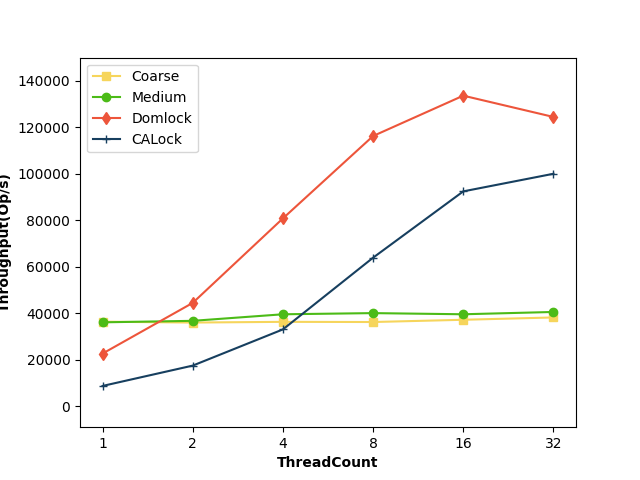 140000
120000
100000
80000
60000
40000
20000
0
Throughput(Op/s)
Coarse
Medium
Domlock
CALock
1 2 4 8 16 32
ThreadCount